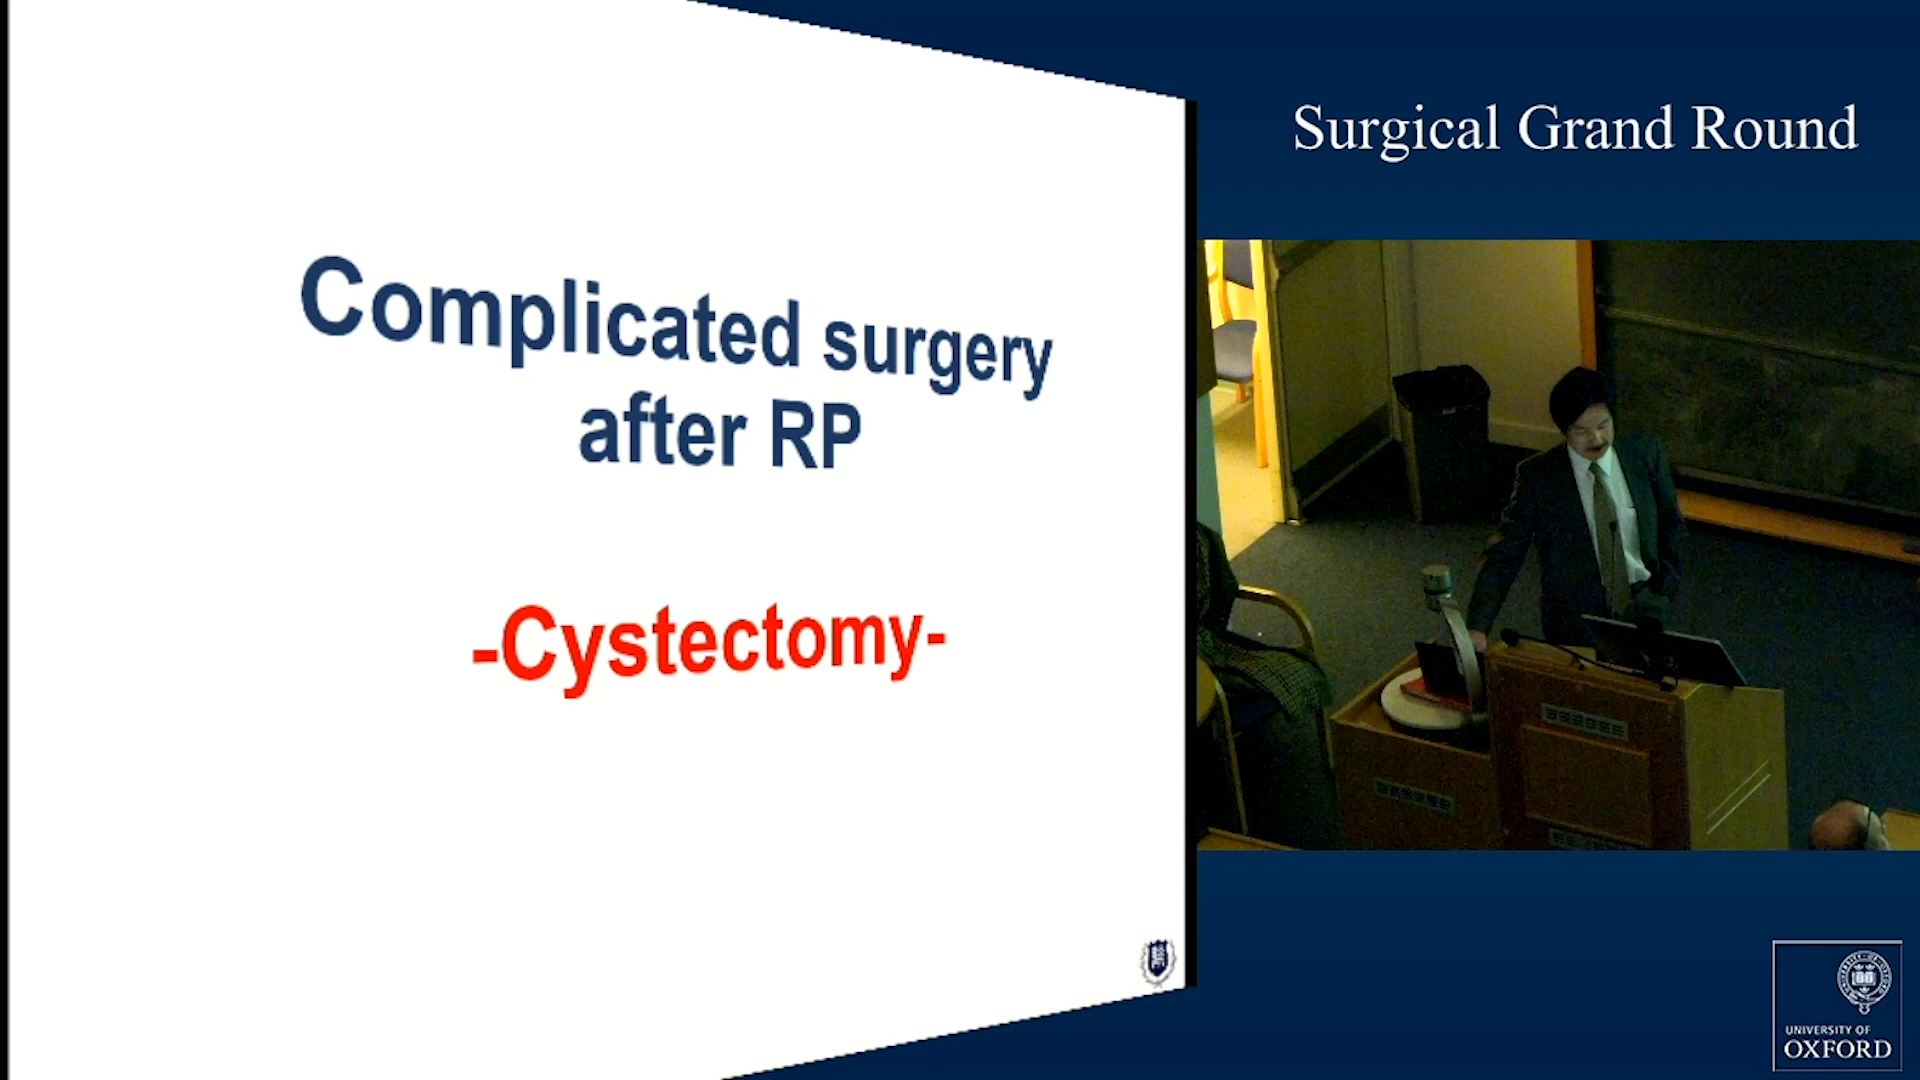 Complicated surgery
after RP
-Cystectomy-
Surgical Grand Round
UNIVERSITY OF
OXFORD